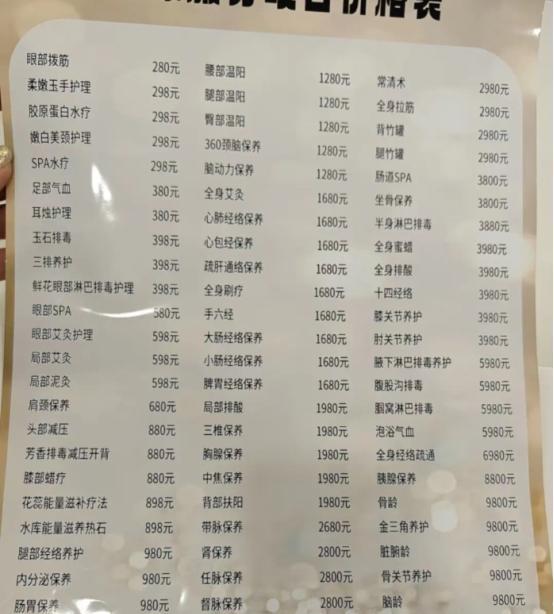 眼部拨筋 280元
柔嫩玉手护理 298元
胶原蛋白水疗 298元
嫩白美颈护理 298元
SPA水疗 298元
足部气血 380元
耳烛护理 380元
玉石排毒 398元
三排养护 398元
鲜花眼部淋巴排毒护理 398元
眼部SPA 580元
眼部艾灸护理 598元
局部艾灸 598元
局部泥灸 598元
肩颈保养 680元
头部减压 880元
芳香排毒减压开背 880元
膝部蜡疗 880元
花蕊能量滋补疗法 898元
水库能量滋养热石 898元
腿部经络养护 980元
内分泌保养 980元
肠胃保养 980元
腰部温阳 1280元
腿部温阳 1280元
臀部温阳 1280元
360颈脑保养 1280元
脑动力保养 1280元
全身艾灸 1680元
心肺经络保养 1680元
心包经保养 1680元
疏肝通络保养 1680元
全身刷疗 1680元
手六经 1680元
大肠经络保养 1680元
小肠经络保养 1680元
脾胃经络保养 1680元
局部排酸 1980元
三椎保养 1980元
胸腺保养 1980元
中焦保养 1980元
背部扶阳 1980元
带脉保养 2680元
肾保养 2800元
任脉保养 2800元
督脉保养 2800元
常清术 2980元
全身拉筋 2980元
背竹罐 2980元
腿竹罐 2980元
肠道SPA 3800元
坐骨保养 3800元
半身淋巴排毒 3880元
全身蜜蜡 3980元
全身排酸 3980元
十四经络 3980元
膝关节养护 3980元
肘关节养护 3980元
腋下淋巴排毒养护 5980元
腹股沟排毒 5980元
腘窝淋巴排毒 5980元
泡浴气血 5980元
全身经络疏通 6980元
胰腺保养 8800元
骨龄 9800元
金三角养护 9800元
脏腑龄 9800元
骨关节养护 9800元
脑龄 9800元